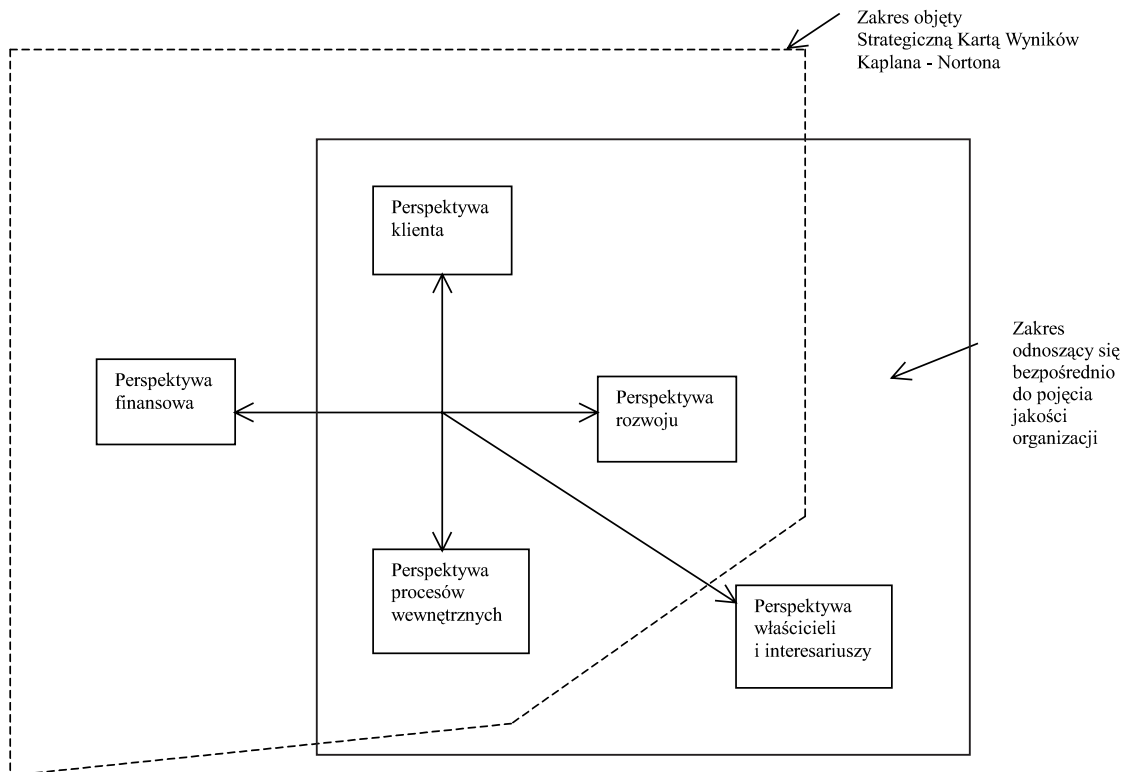 Zakres objęty
Strategiczną Kartą Wyników
Kaplana - Nortona
Perspektywa
klienta
Zakres
odnoszący się
bezpośrednio
do pojęcia
jakości
organizacji
Perspektywa
finansowa
Perspektywa
rozwoju
Perspektywa
procesów
wewnętrznych
Perspektywa
właścicieli
i interesariuszy